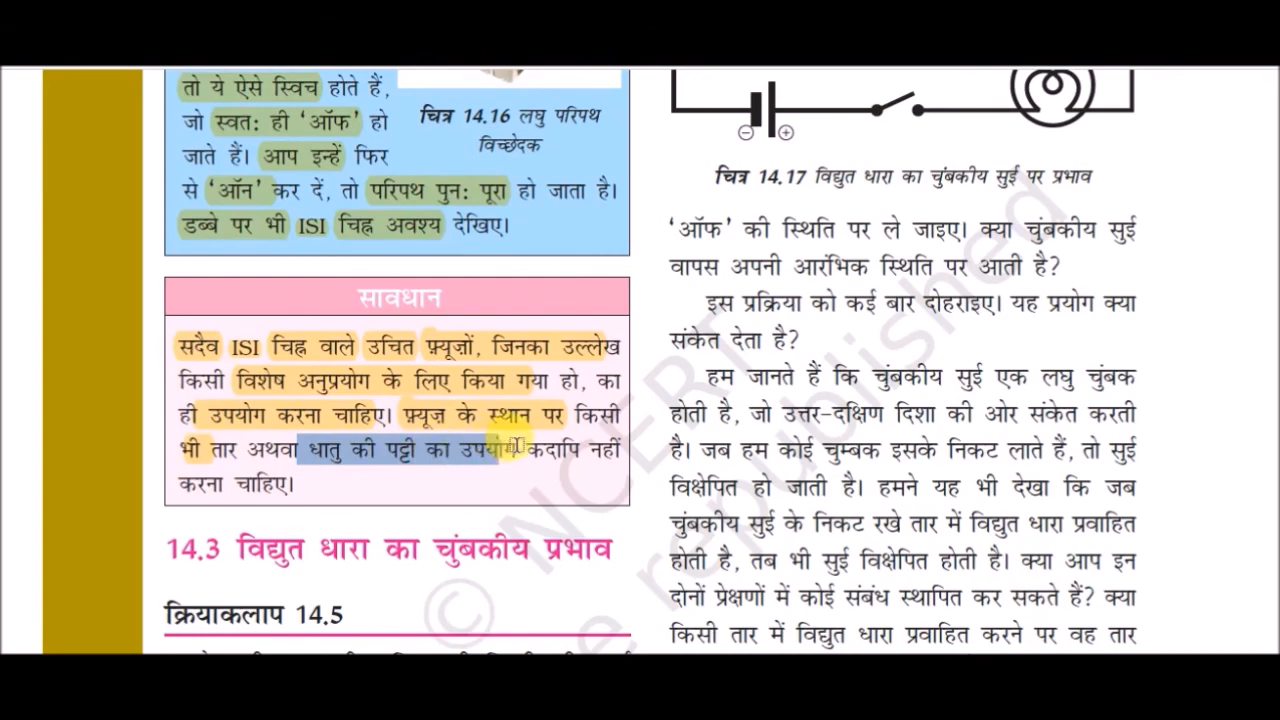 तो ये ऐसे स्विच होते हैं,
जो स्वत: ही ‘ऑफ’ हो
जाते हैं। आप इन्हें फिर
से ‘ऑन’ कर दें, तो परिपथ पुन: पूरा हो जाता है।
डब्बे पर भी ISI चिह्न अवश्य देखिए।
चित्र 14.16 लघु परिपथ
विच्छेदक
सावधान
सदैव ISI चिह्न वाले उचित फ़्यूज़ों, जिनका उल्लेख
किसी विशेष अनुप्रयोग के लिए किया गया हो, का
ही उपयोग करना चाहिए। फ़्यूज़ के स्थान पर किसी
भी तार अथवा धातु की पट्टी का उपयोग कदापि नहीं
करना चाहिए।
14.3 विद्युत धारा का चुंबकीय प्रभाव
क्रियाकलाप 14.5
चित्र 14.17 विद्युत धारा का चुंबकीय सुई पर प्रभाव
‘ऑफ’ की स्थिति पर ले जाइए। क्या चुंबकीय सुई
वापस अपनी आरंभिक स्थिति पर आती है?
इस प्रक्रिया को कई बार दोहराइए। यह प्रयोग क्या
संकेत देता है?
हम जानते हैं कि चुंबकीय सुई एक लघु चुंबक
होती है, जो उत्तर-दक्षिण दिशा की ओर संकेत करती
है। जब हम कोई चुम्बक इसके निकट लाते हैं, तो सुई
विक्षेपित हो जाती है। हमने यह भी देखा कि जब
चुंबकीय सुई के निकट रखे तार में विद्युत धारा प्रवाहित
होती है, तब भी सुई विक्षेपित होती है। क्या आप इन
दोनों प्रेक्षणों में कोई संबंध स्थापित कर सकते हैं? क्या
किसी तार में विद्युत धारा प्रवाहित करने पर वह तार
© NCERT
republished